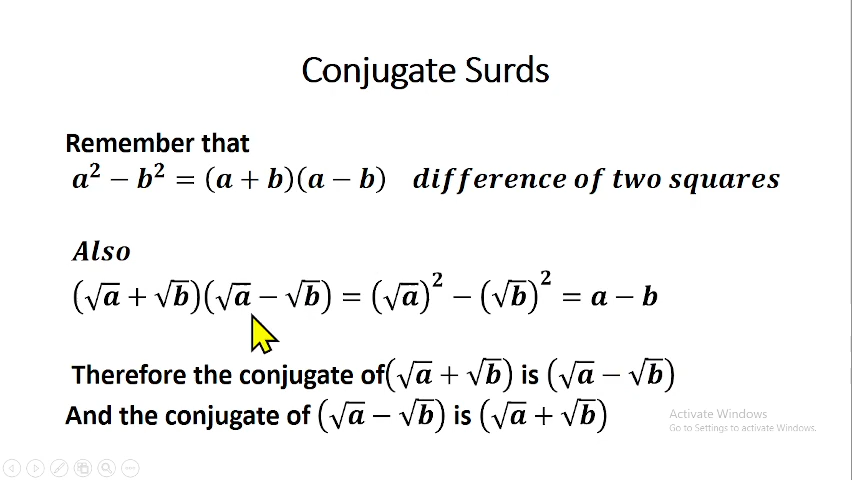 Conjugate Surds
Remember that
a² − b² = (a + b)(a − b) difference of two squares
Also
(√a + √b)(√a − √b) = (√a)² − (√b)² = a − b
Therefore the conjugate of(√a + √b) is (√a − √b)
And the conjugate of (√a − √b) is (√a + √b)
Activate Windows
Go to Settings to activate Windows.